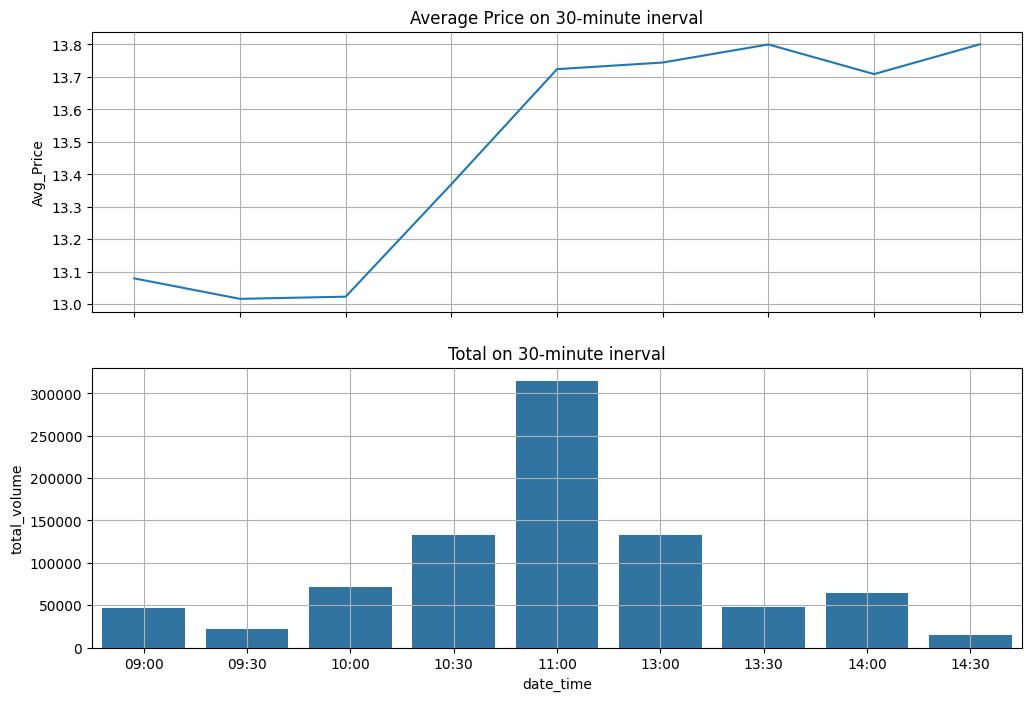 Average Price on 30-minute inerval
13.8
13.7
13.6
13.5
13.4
13.3
13.2
13.1
13.0
Avg_Price
Total on 30-minute inerval
300000
250000
200000
150000
100000
50000
0
total_volume
09:00 09:30 10:00 10:30 11:00 13:00 13:30 14:00 14:30
date_time